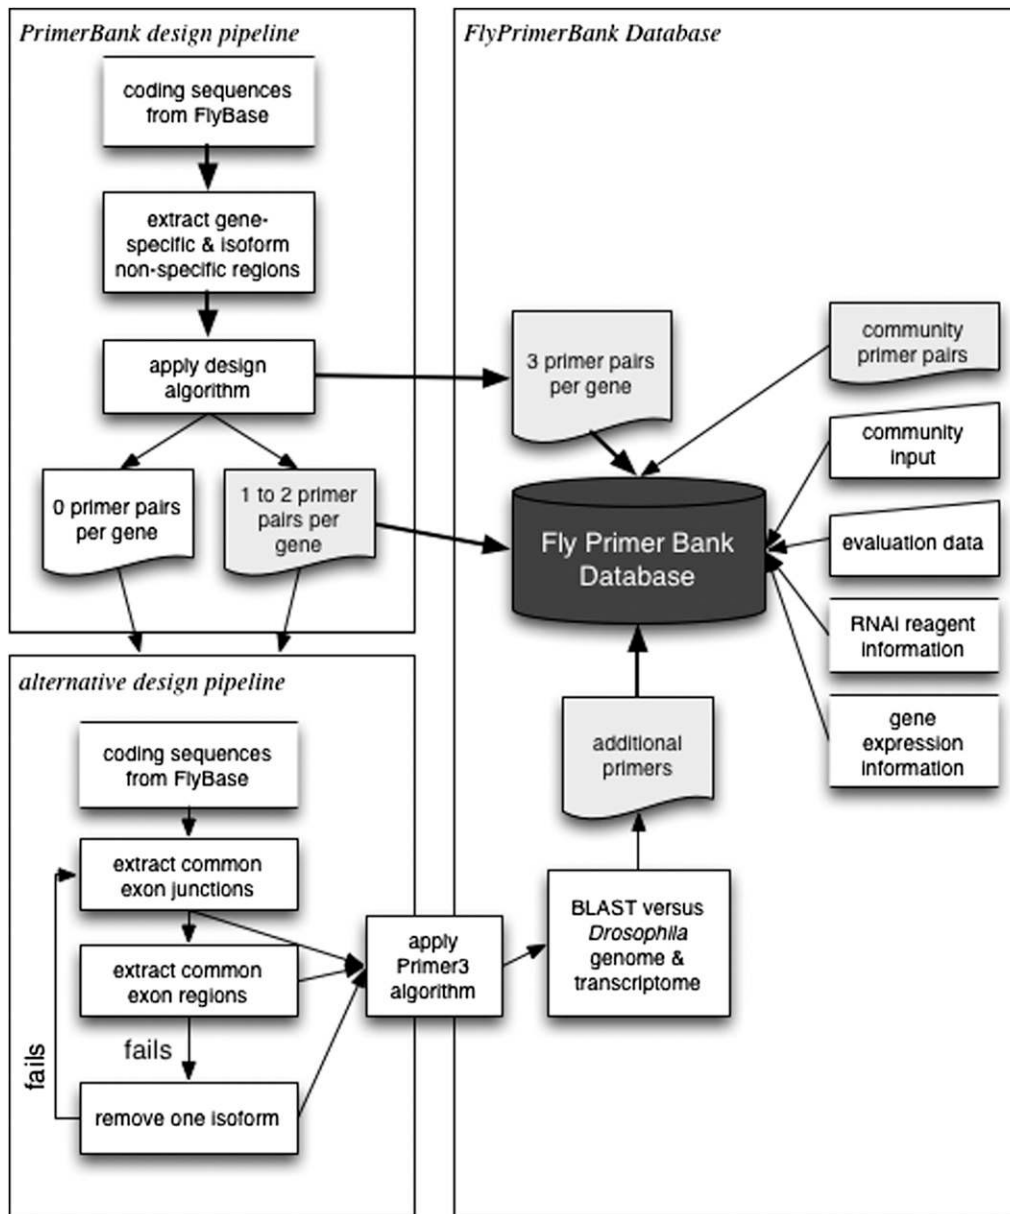 PrimerBank design pipeline
coding sequences
from FlyBase
extract gene-
specific & isoform
non-specific regions
apply design
algorithm
0 primer pairs
per gene
1 to 2 primer
pairs per
gene
alternative design pipeline
coding sequences
from FlyBase
extract common
exon junctions
extract common
exon regions
fails
fails
remove one isoform
apply
Primer3
algorithm
FlyPrimerBank Database
3 primer pairs
per gene
community
primer pairs
community
input
evaluation data
RNAi reagent
information
gene
expression
information
Fly Primer Bank
Database
additional
primers
BLAST versus
Drosophila
genome &
transcriptome